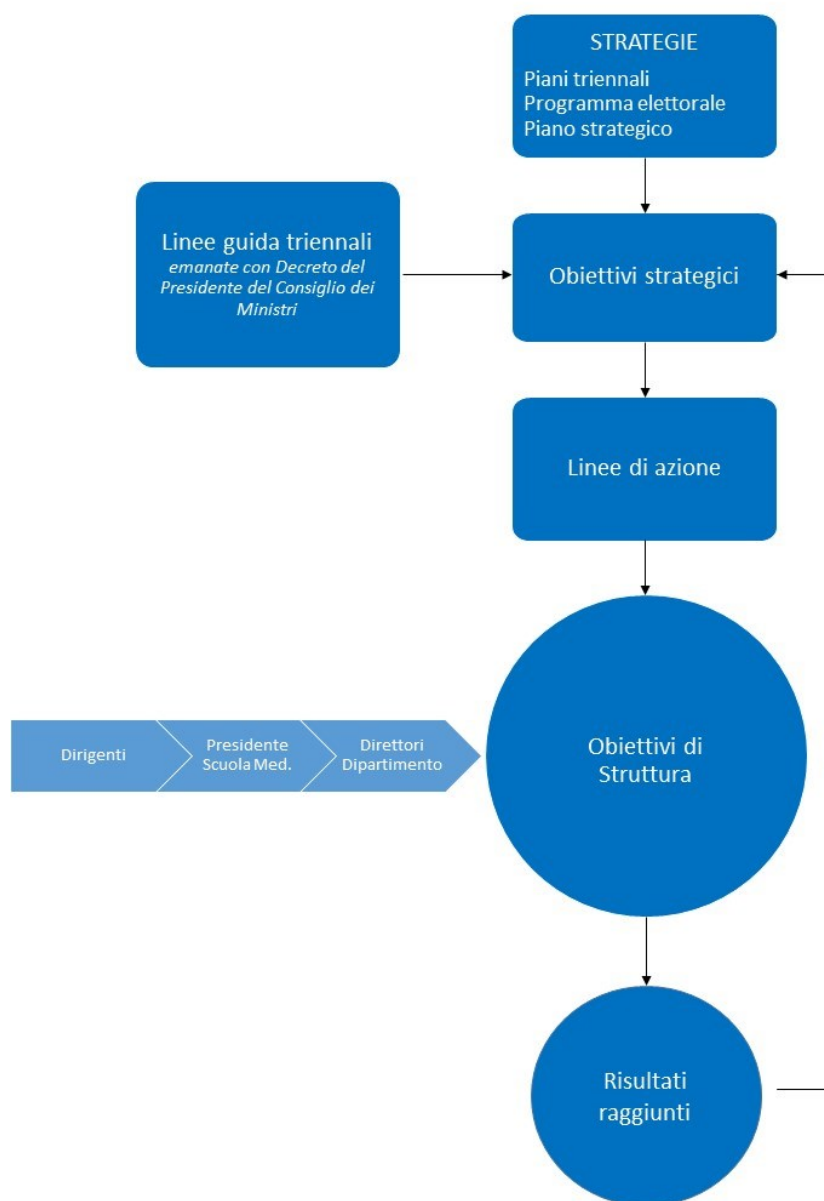 STRATEGIE
Piani triennali
Programma elettorale
Piano strategico
Linee guida triennali
emanate con Decreto del
Presidente del Consiglio dei
Ministri
Obiettivi strategici
Linee di azione
Dirigenti
Presidente
Scuola Med.
Direttori
Dipartimento
Obiettivi di
Struttura
Risultati
raggiunti